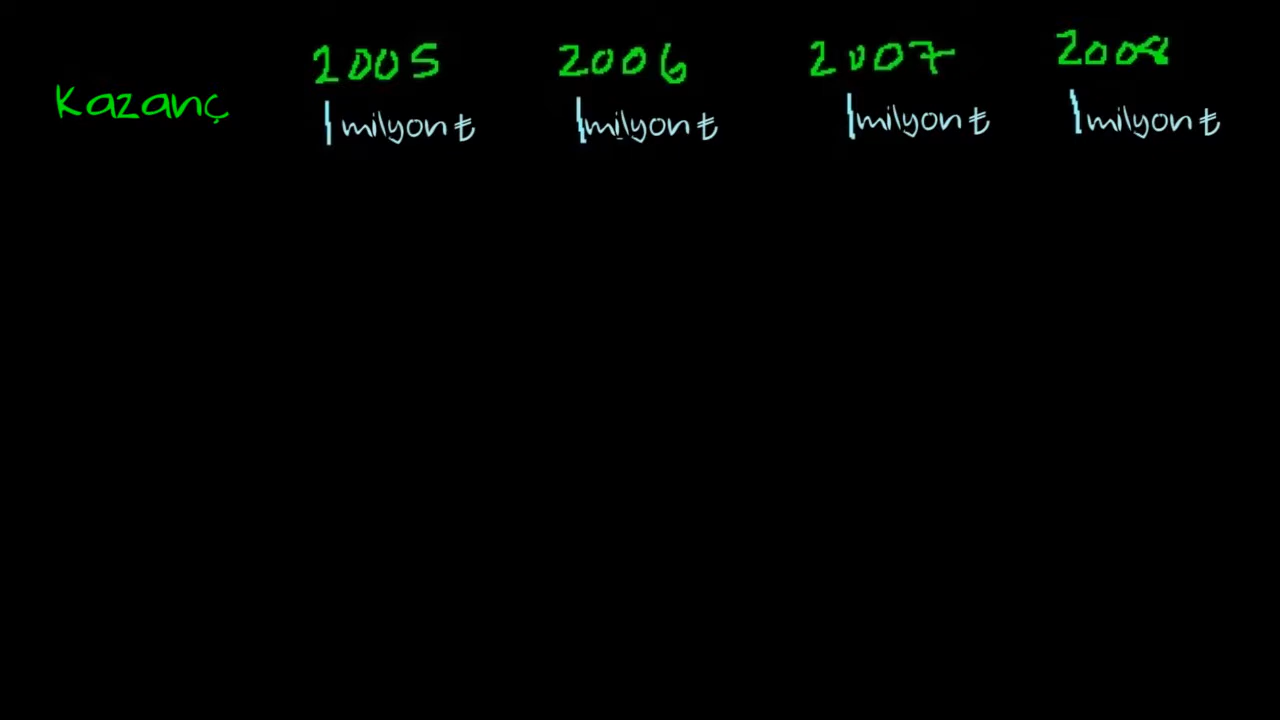 2005 2006 2007 2008
Kazanç 1 milyon ₺ 1 milyon ₺ 1 milyon ₺ 1 milyon ₺